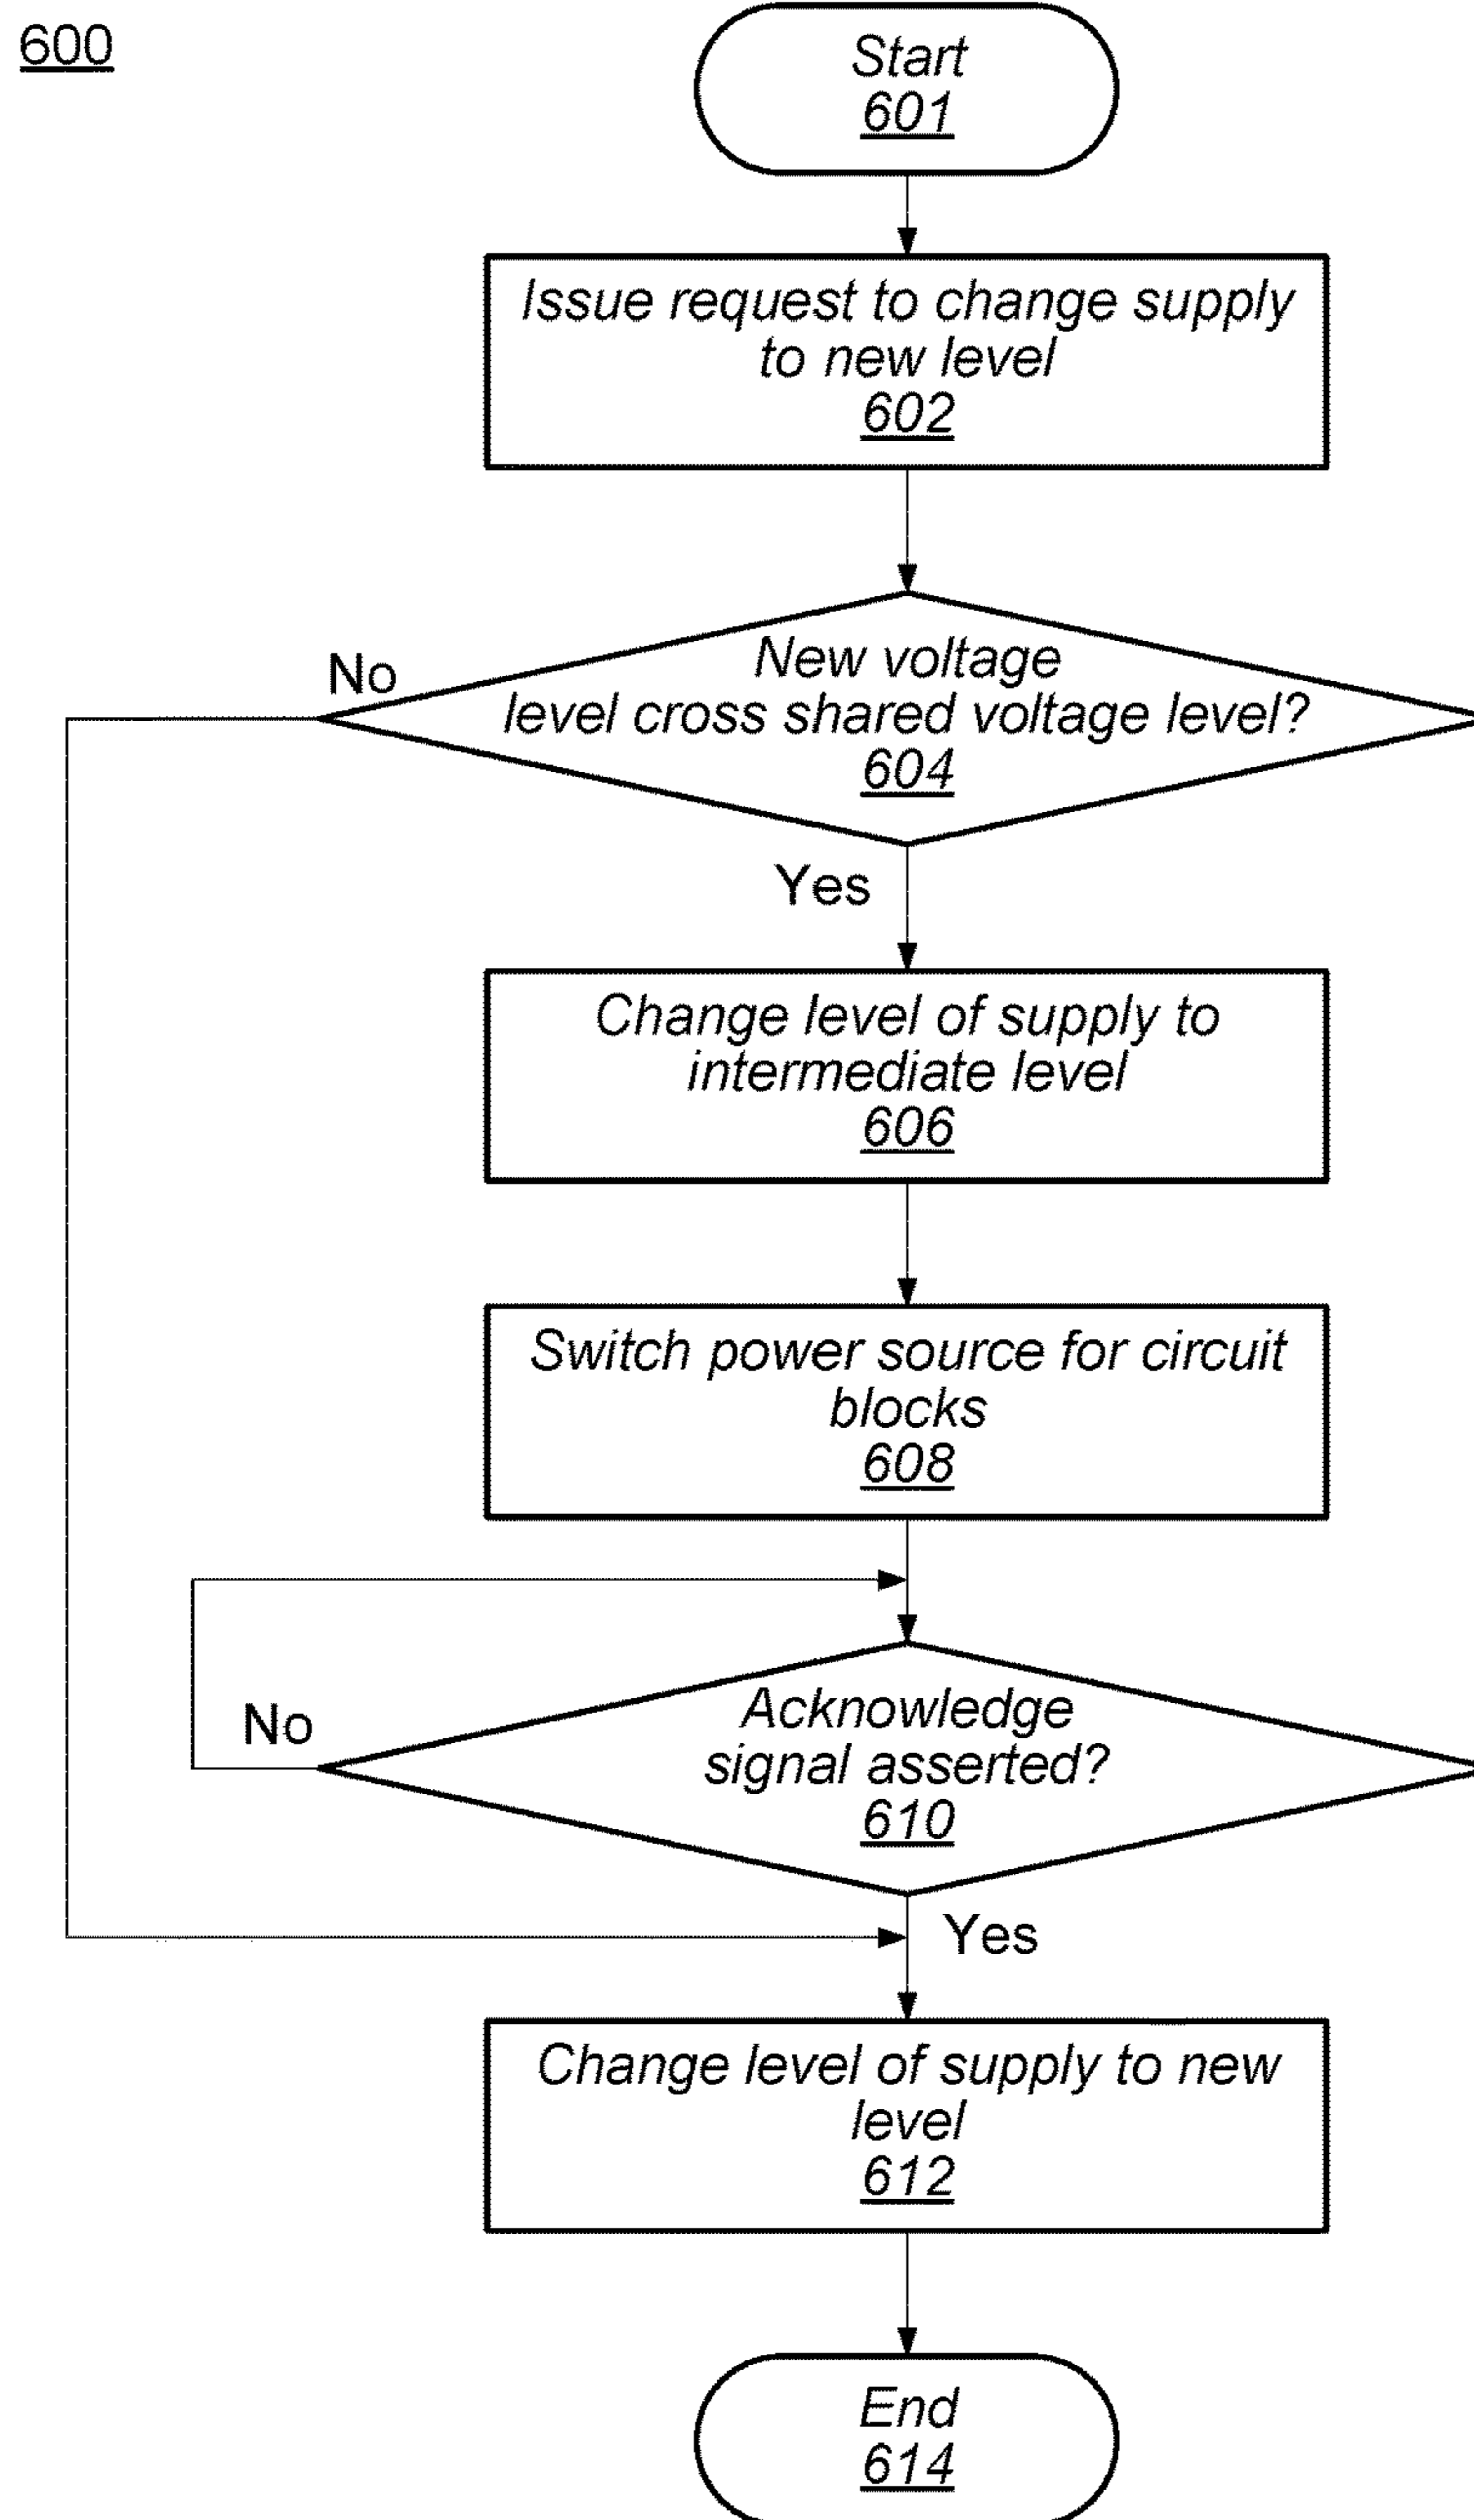 600
Start
601
Issue request to change supply
to new level
602
New voltage
level cross shared voltage level?
604
No
Yes
Change level of supply to
intermediate level
606
Switch power source for circuit
blocks
608
Acknowledge
signal asserted?
610
No
Yes
Change level of supply to new
level
612
End
614